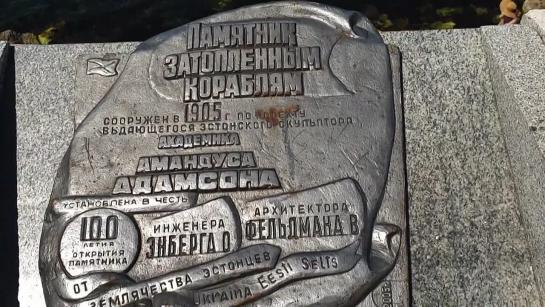 ПАМЯТНИК
ЗАТОПЛЕННЫМ
КОРАБЛЯМ
СООРУЖЕН В 1905 г ПО ПРОЕКТУ
ВЫДАЮЩЕГОСЯ ЭСТОНСКОГО СКУЛЬПТОРА
АКАДЕМИКА
АМАНДУСА
АДАМСОНА
УСТАНОВЛЕНА В ЧЕСТЬ
100
ЛЕТИЯ
ОТКРЫТИЯ
ПАМЯТНИКА
ИНЖЕНЕРА
ЭНБЕРГА О
АРХИТЕКТОРА
ФЕЛЬДМАНА В
ОТ
ЗЕМЛЯЧЕСТВА ЭСТОНЦЕВ
UKRAINA EESTI SELTS